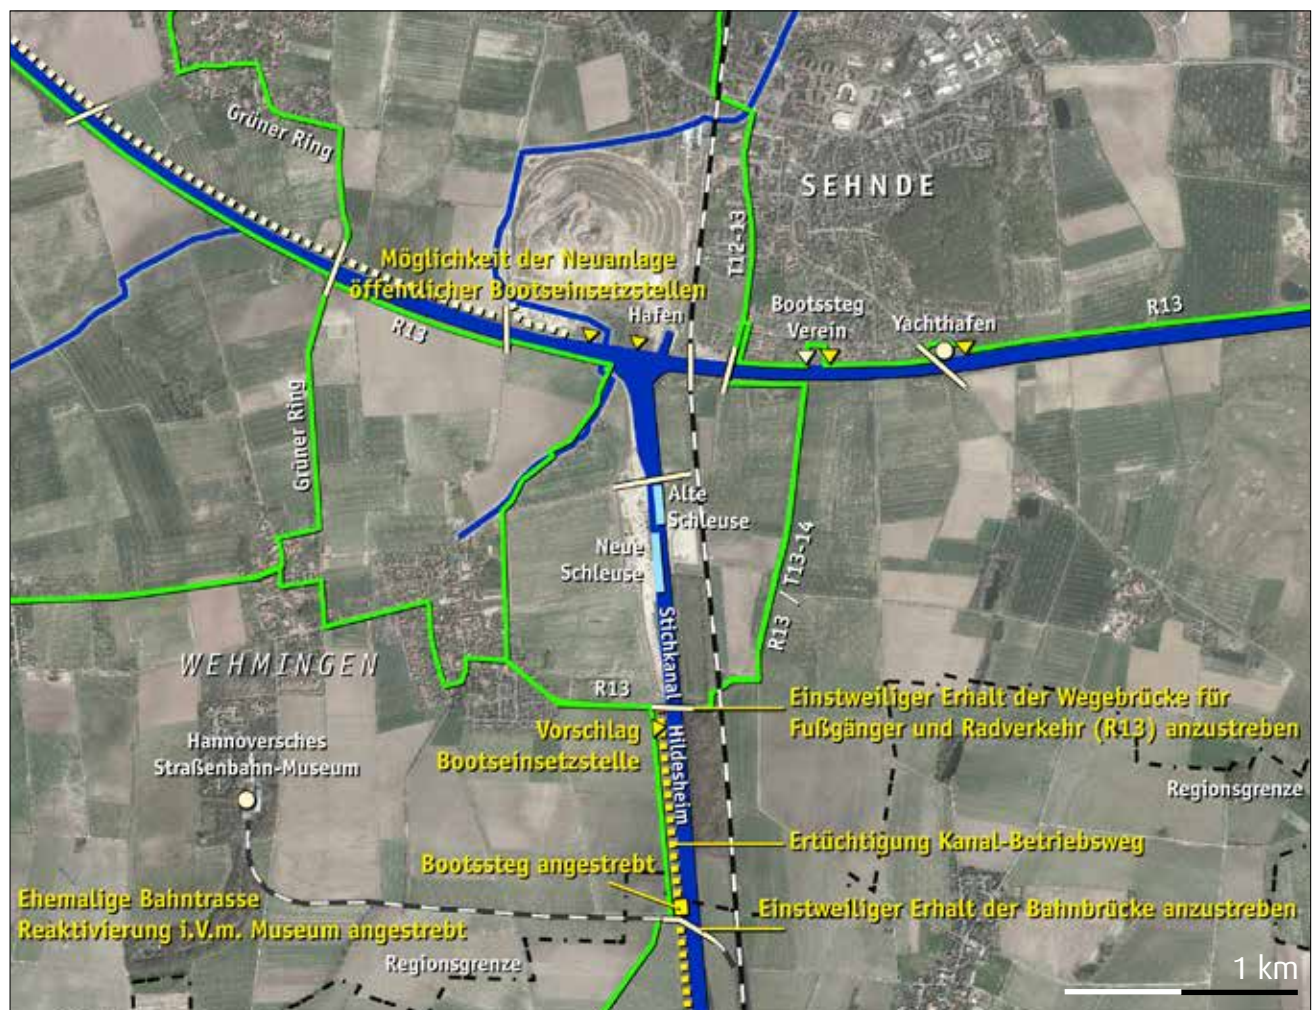 Grüner Ring
SEHNDE
T12-13
Möglichkeit der Neuanlage
öffentlicher Bootseinsetzstellen
Hafen
Bootssteg
Verein
Yachthafen
R13
R13
Grüner Ring
Alte
Schleuse
Neue
Schleuse
R13 / T13-14
Stichkanal Hildesheim
WEHMINGEN
R13
Einstweiliger Erhalt der Wegebrücke für
Fußgänger und Radverkehr (R13) anzustreben
Vorschlag
Bootseinsetzstelle
Hannoversches
Straßenbahn-Museum
Regionsgrenze
Ertüchtigung Kanal-Betriebsweg
Bootssteg angestrebt
Ehemalige Bahntrasse
Reaktivierung i.V.m. Museum angestrebt
Einstweiliger Erhalt der Bahnbrücke anzustreben
Regionsgrenze
1 km